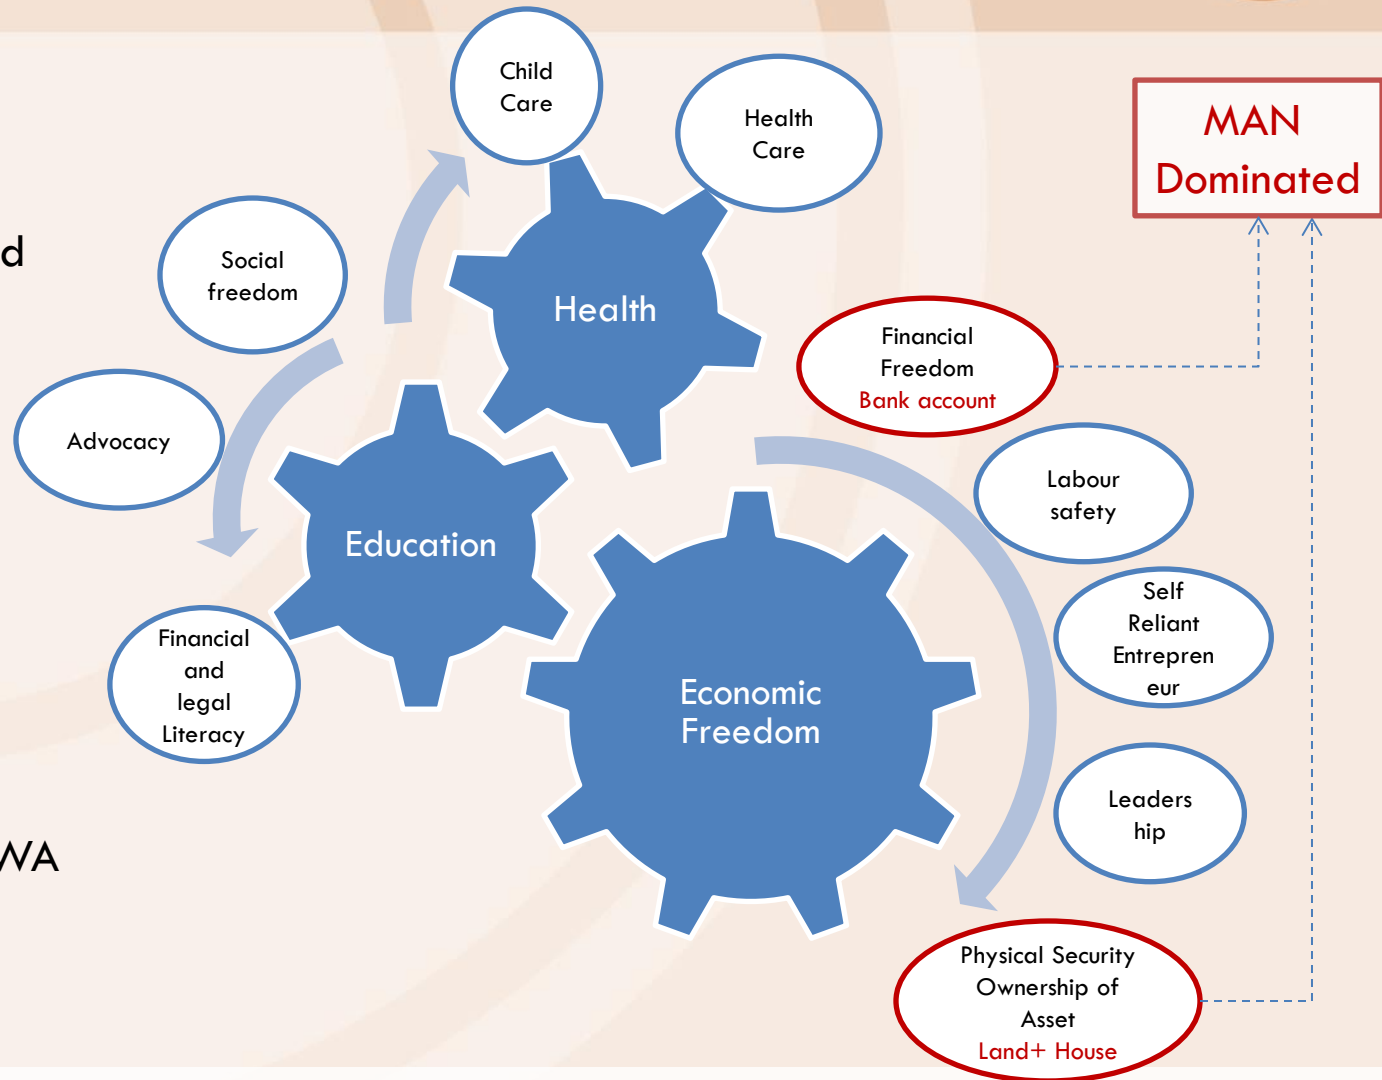 Child
Care
Health
Care
MAN
Dominated
d
Social
freedom
Health
Financial
Freedom
Bank account
Advocacy
Labour
safety
Education
Self
Reliant
Entrepren
eur
Financial
and
legal
Literacy
Economic
Freedom
Leaders
hip
WA
Physical Security
Ownership of
Asset
Land+ House